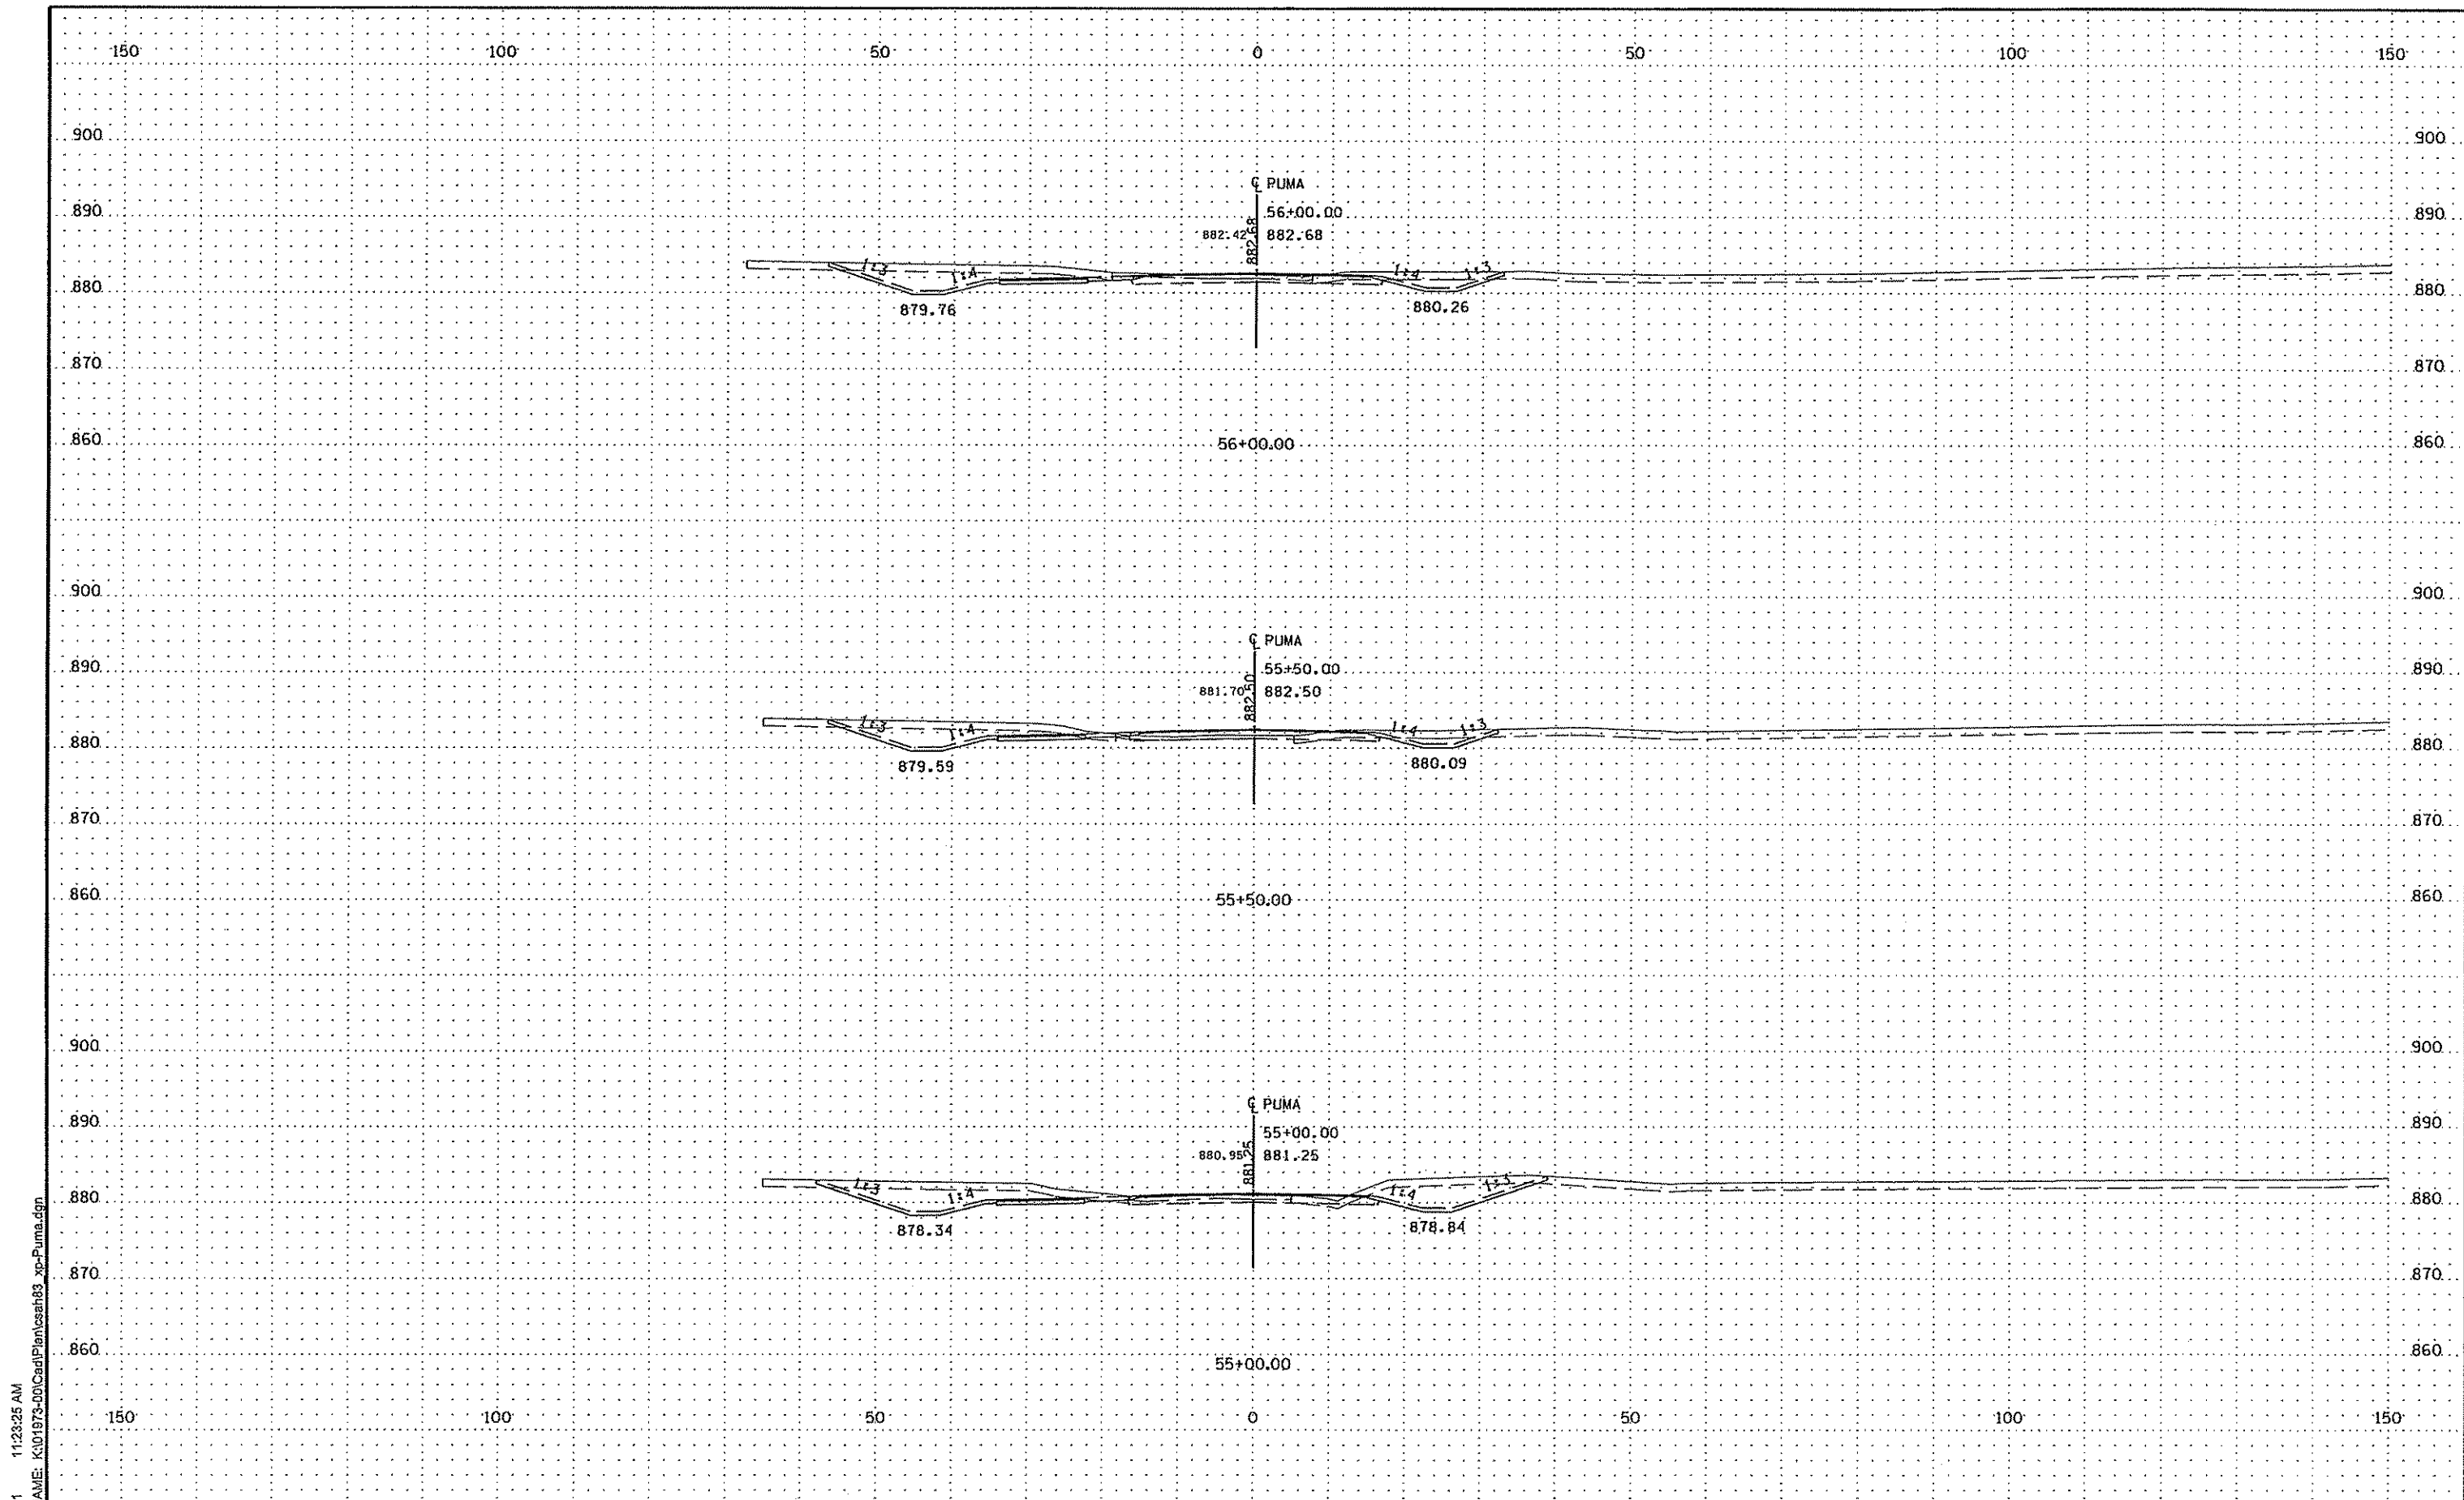 150 100 50 0 50 100 150
900 900
℄ PUMA
890 56+00.00 890
882.42 882.68 882.68
1:3 1:4 1:4 1:3
880 880
879.76 880.26
870 870
860 56+00.00 860
900 900
℄ PUMA
890 55+50.00 890
881.70 882.50 882.50
1:3 1:4 1:4 1:3
880 880
879.59 880.09
870 870
860 55+50.00 860
900 900
℄ PUMA
890 55+00.00 890
880.95 881.25 881.25
1:3 1:4 1:4 1:3
880 880
878.34 878.84
870 870
860 55+00.00 860
150 100 50 0 50 100 150
1 11:23:25 AM
AME: K:\01973-00\Cad\Plan\csah83_xp-Puma.dgn